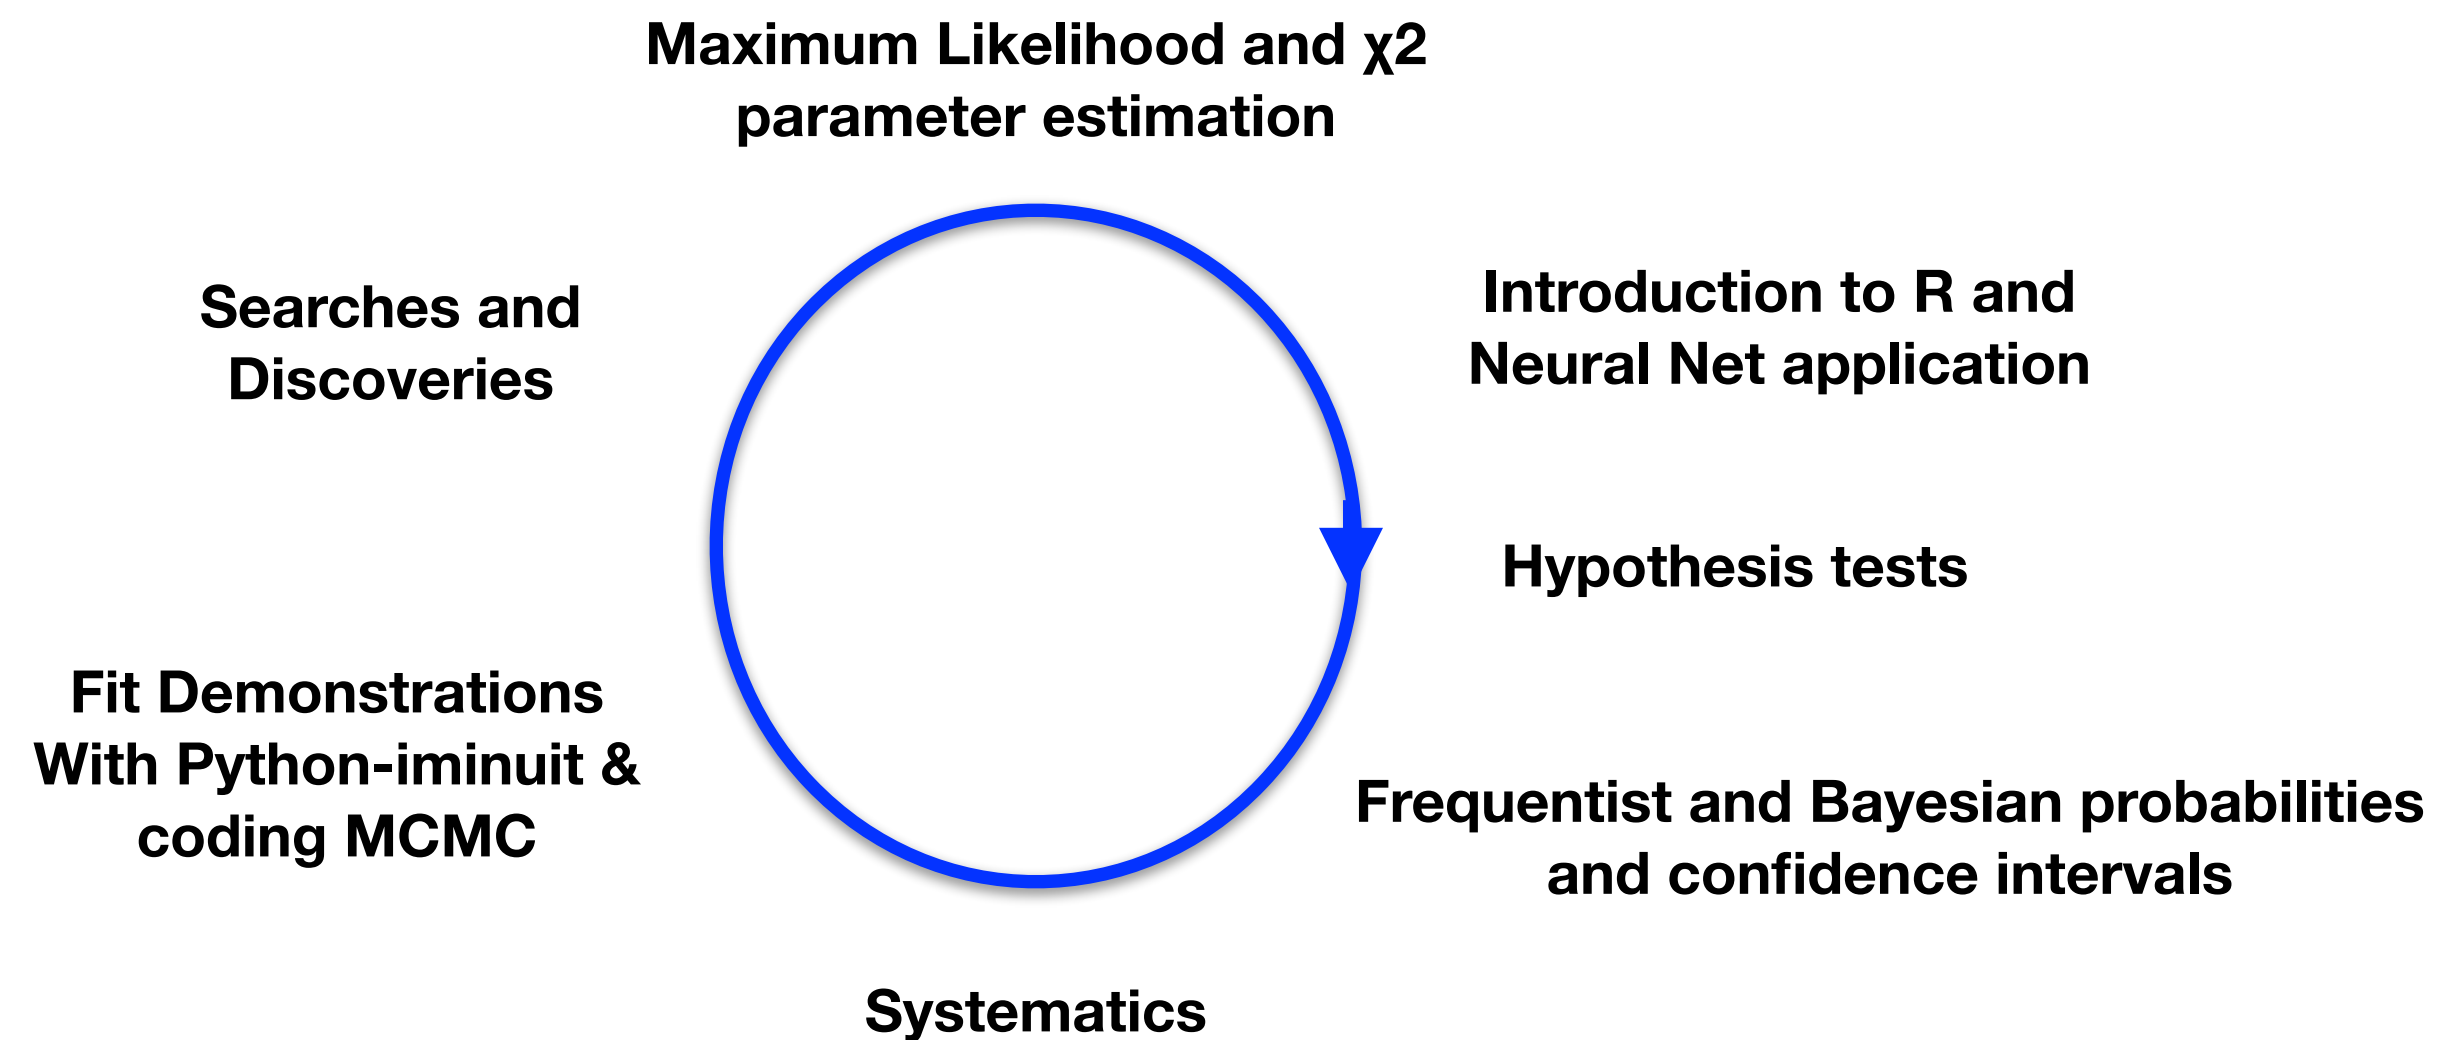 Maximum Likelihood and χ2
parameter estimation
Introduction to R and
Neural Net application
Hypothesis tests
Frequentist and Bayesian probabilities
and confidence intervals
Systematics
Fit Demonstrations
With Python-iminuit &
coding MCMC
Searches and
Discoveries